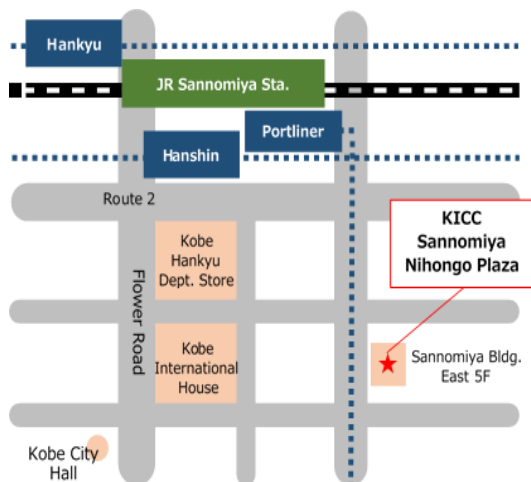 Hankyu
JR Sannomiya Sta.
Portliner
Hanshin
Route 2
KICC
Sannomiya
Nihongo Plaza
Kobe
Hankyu
Dept. Store
Flower Road
Kobe
International
House
Sannomiya Bldg.
East 5F
Kobe City
Hall